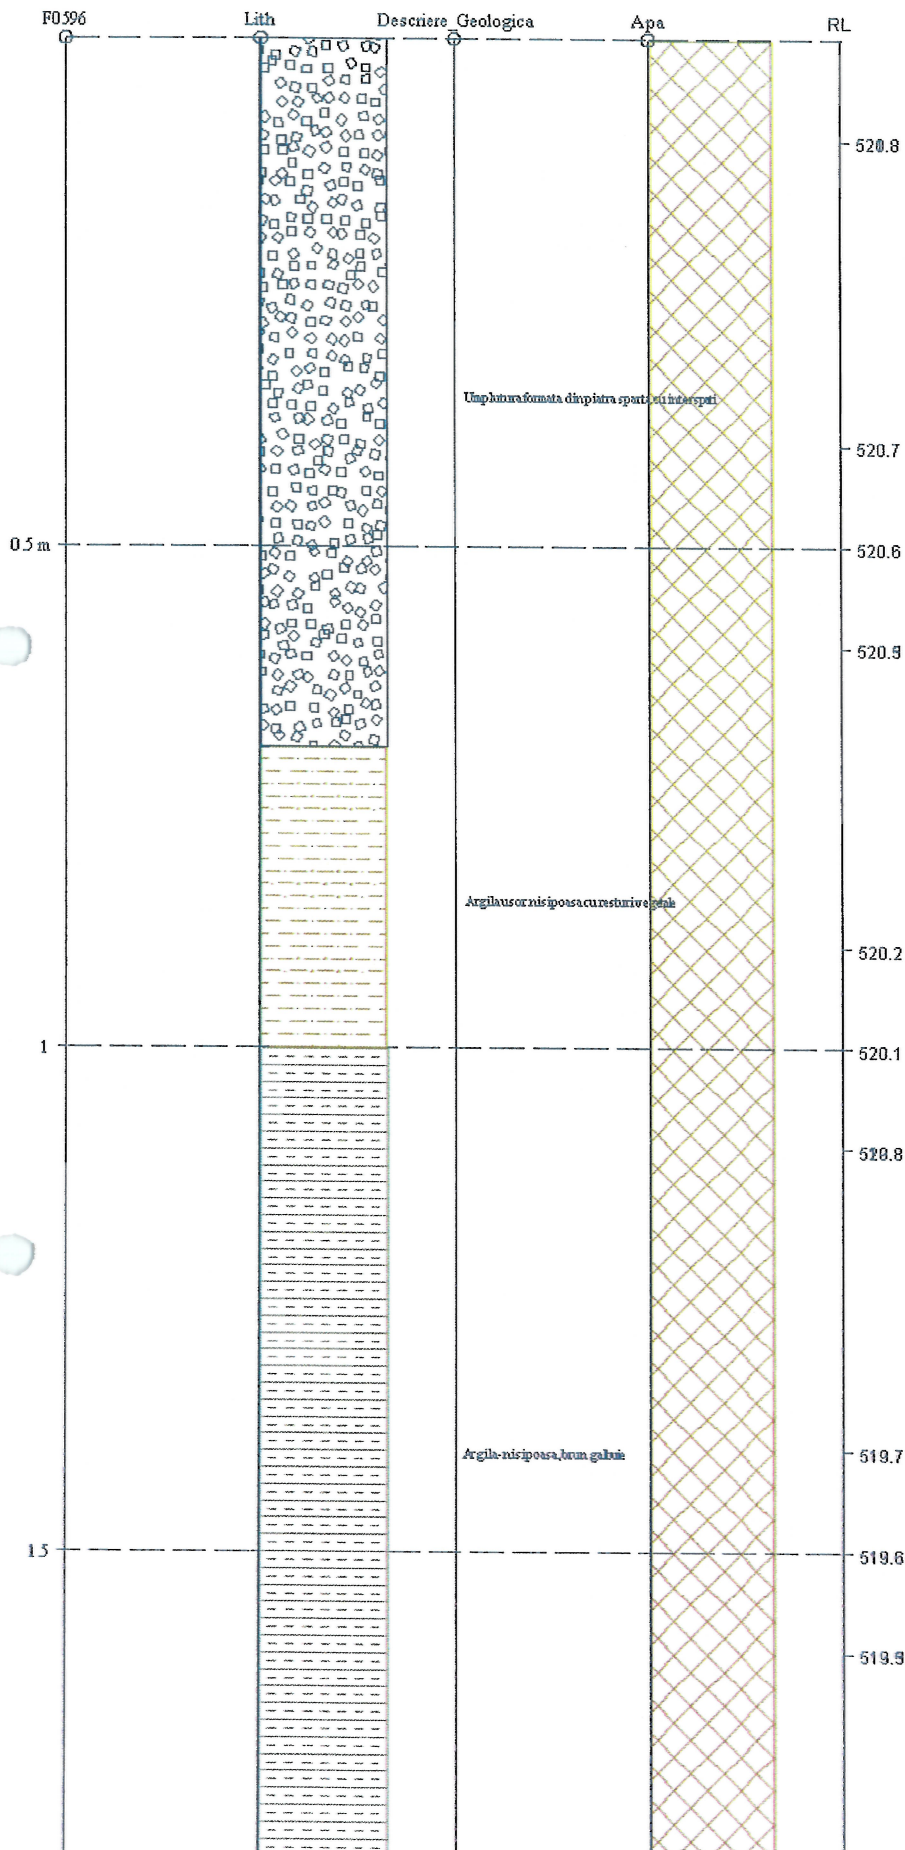 F0596 Lith Descriere_Geologica Apa RL
520.8
Umplutura formata din piatra sparta cu interspatii
520.7
0.5 m 520.6
520.5
Argila usor nisipoasa cu resturi vegetale
520.2
1 520.1
Argila-nisipoasa, brun galbuie
519.7
1.5 519.6
519.5